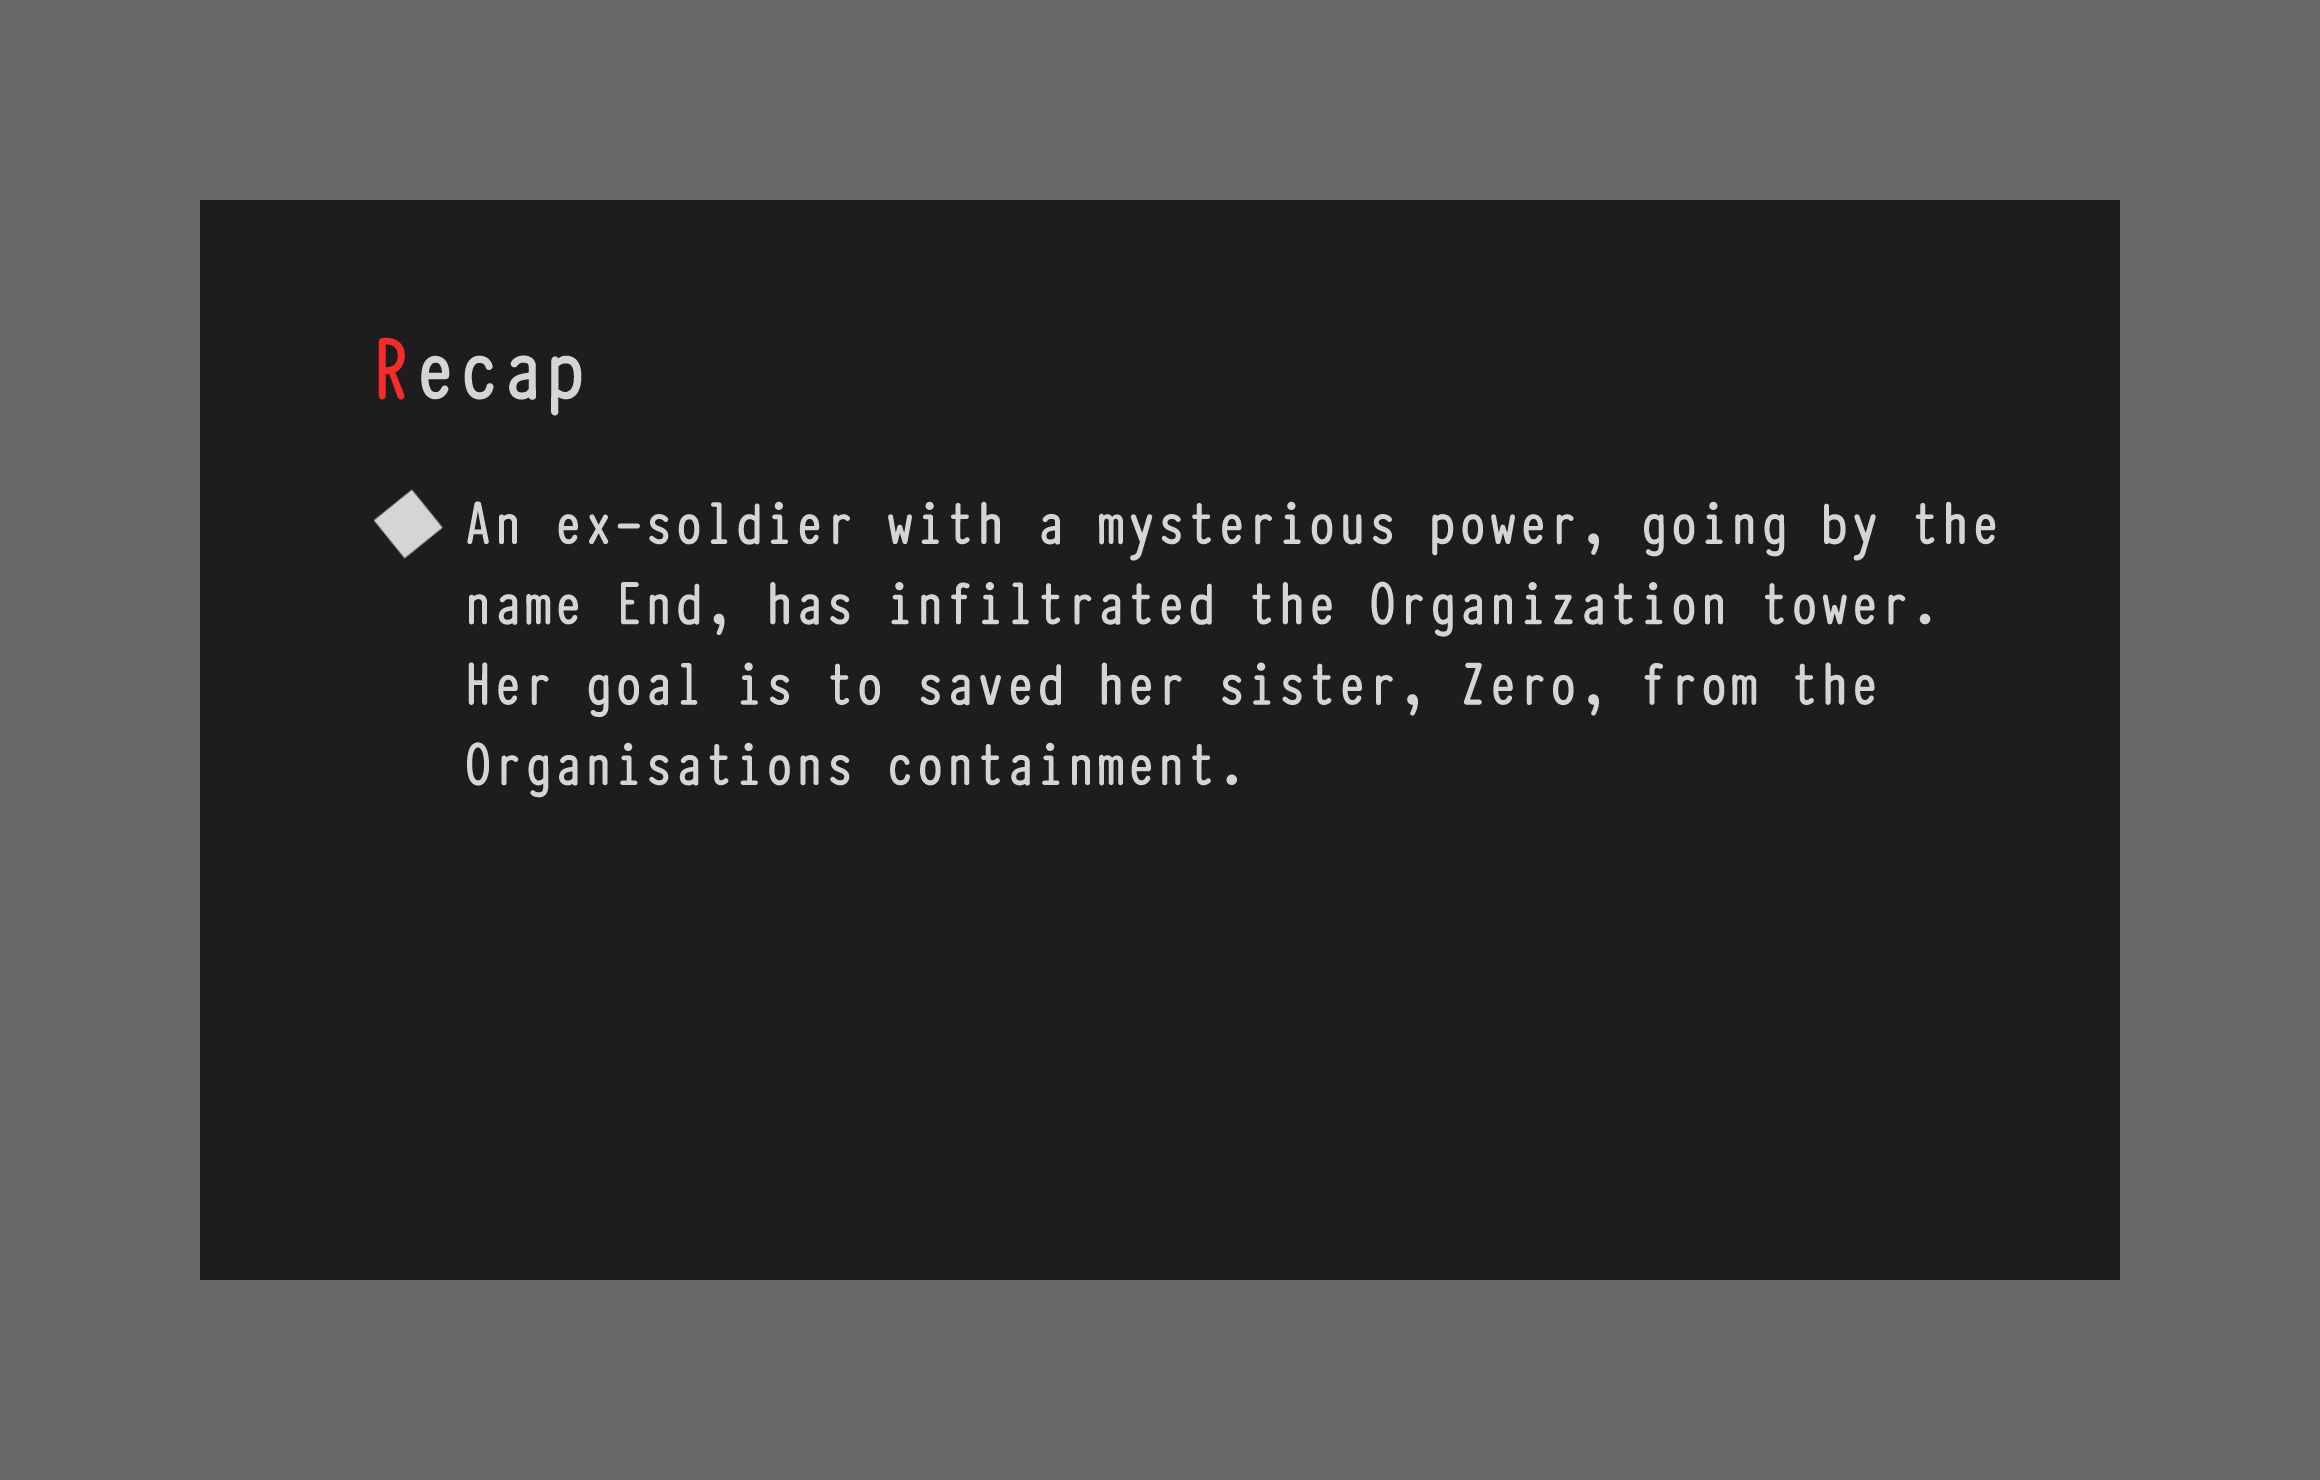 Recap
An ex-soldier with a mysterious power, going by the
name End, has infiltrated the Organization tower.
Her goal is to saved her sister, Zero, from the
Organisations containment.